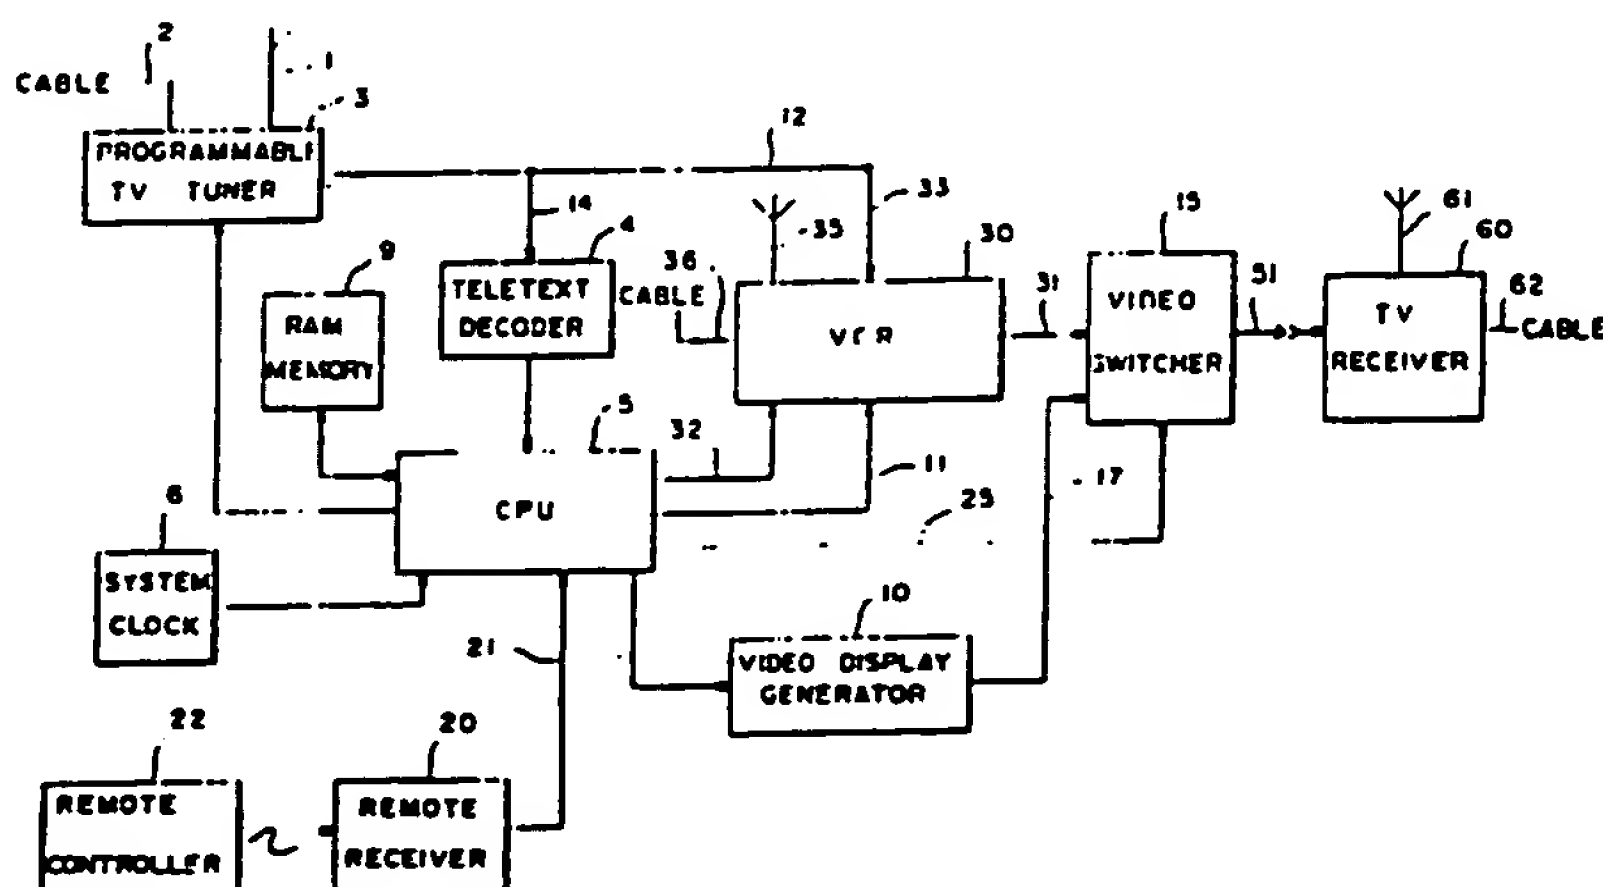 2
1
CABLE
3
PROGRAMMABLE
TV TUNER
12
14
33
35
9
4
36
30
15
61
60
RAM
MEMORY
TELETEXT
DECODER
CABLE
VCR
31
VIDEO
SWITCHER
51
TV
RECEIVER
62
CABLE
5
32
11
17
6
CPU
25
SYSTEM
CLOCK
10
21
VIDEO DISPLAY
GENERATOR
22
20
REMOTE
CONTROLLER
REMOTE
RECEIVER